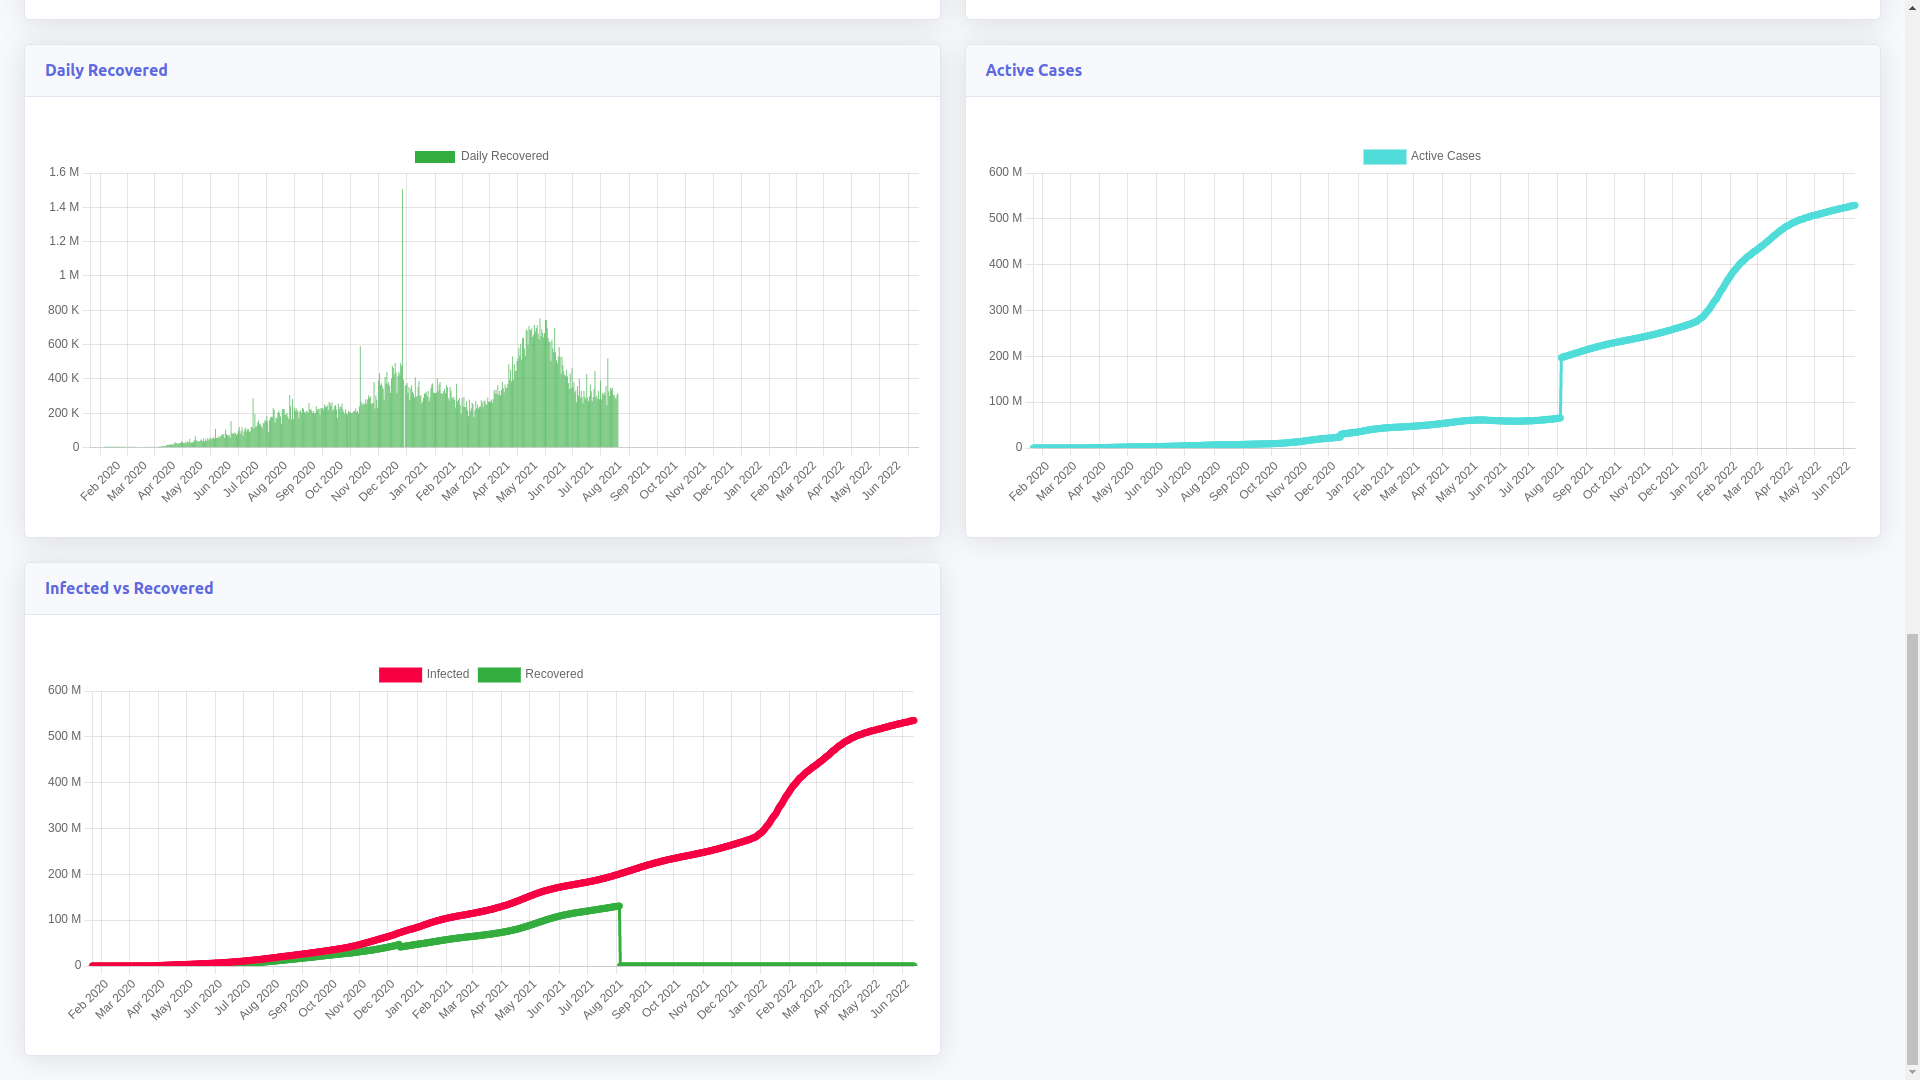 Daily Recovered
Daily Recovered
1.6 M
1.4 M
1.2 M
1 M
800 K
600 K
400 K
200 K
0
Feb 2020
Mar 2020
Apr 2020
May 2020
Jun 2020
Jul 2020
Aug 2020
Sep 2020
Oct 2020
Nov 2020
Dec 2020
Jan 2021
Feb 2021
Mar 2021
Apr 2021
May 2021
Jun 2021
Jul 2021
Aug 2021
Sep 2021
Oct 2021
Nov 2021
Dec 2021
Jan 2022
Feb 2022
Mar 2022
Apr 2022
May 2022
Jun 2022
Active Cases
Active Cases
600 M
500 M
400 M
300 M
200 M
100 M
0
Feb 2020
Mar 2020
Apr 2020
May 2020
Jun 2020
Jul 2020
Aug 2020
Sep 2020
Oct 2020
Nov 2020
Dec 2020
Jan 2021
Feb 2021
Mar 2021
Apr 2021
May 2021
Jun 2021
Jul 2021
Aug 2021
Sep 2021
Oct 2021
Nov 2021
Dec 2021
Jan 2022
Feb 2022
Mar 2022
Apr 2022
May 2022
Jun 2022
Infected vs Recovered
Infected Recovered
600 M
500 M
400 M
300 M
200 M
100 M
0
Feb 2020
Mar 2020
Apr 2020
May 2020
Jun 2020
Jul 2020
Aug 2020
Sep 2020
Oct 2020
Nov 2020
Dec 2020
Jan 2021
Feb 2021
Mar 2021
Apr 2021
May 2021
Jun 2021
Jul 2021
Aug 2021
Sep 2021
Oct 2021
Nov 2021
Dec 2021
Jan 2022
Feb 2022
Mar 2022
Apr 2022
May 2022
Jun 2022